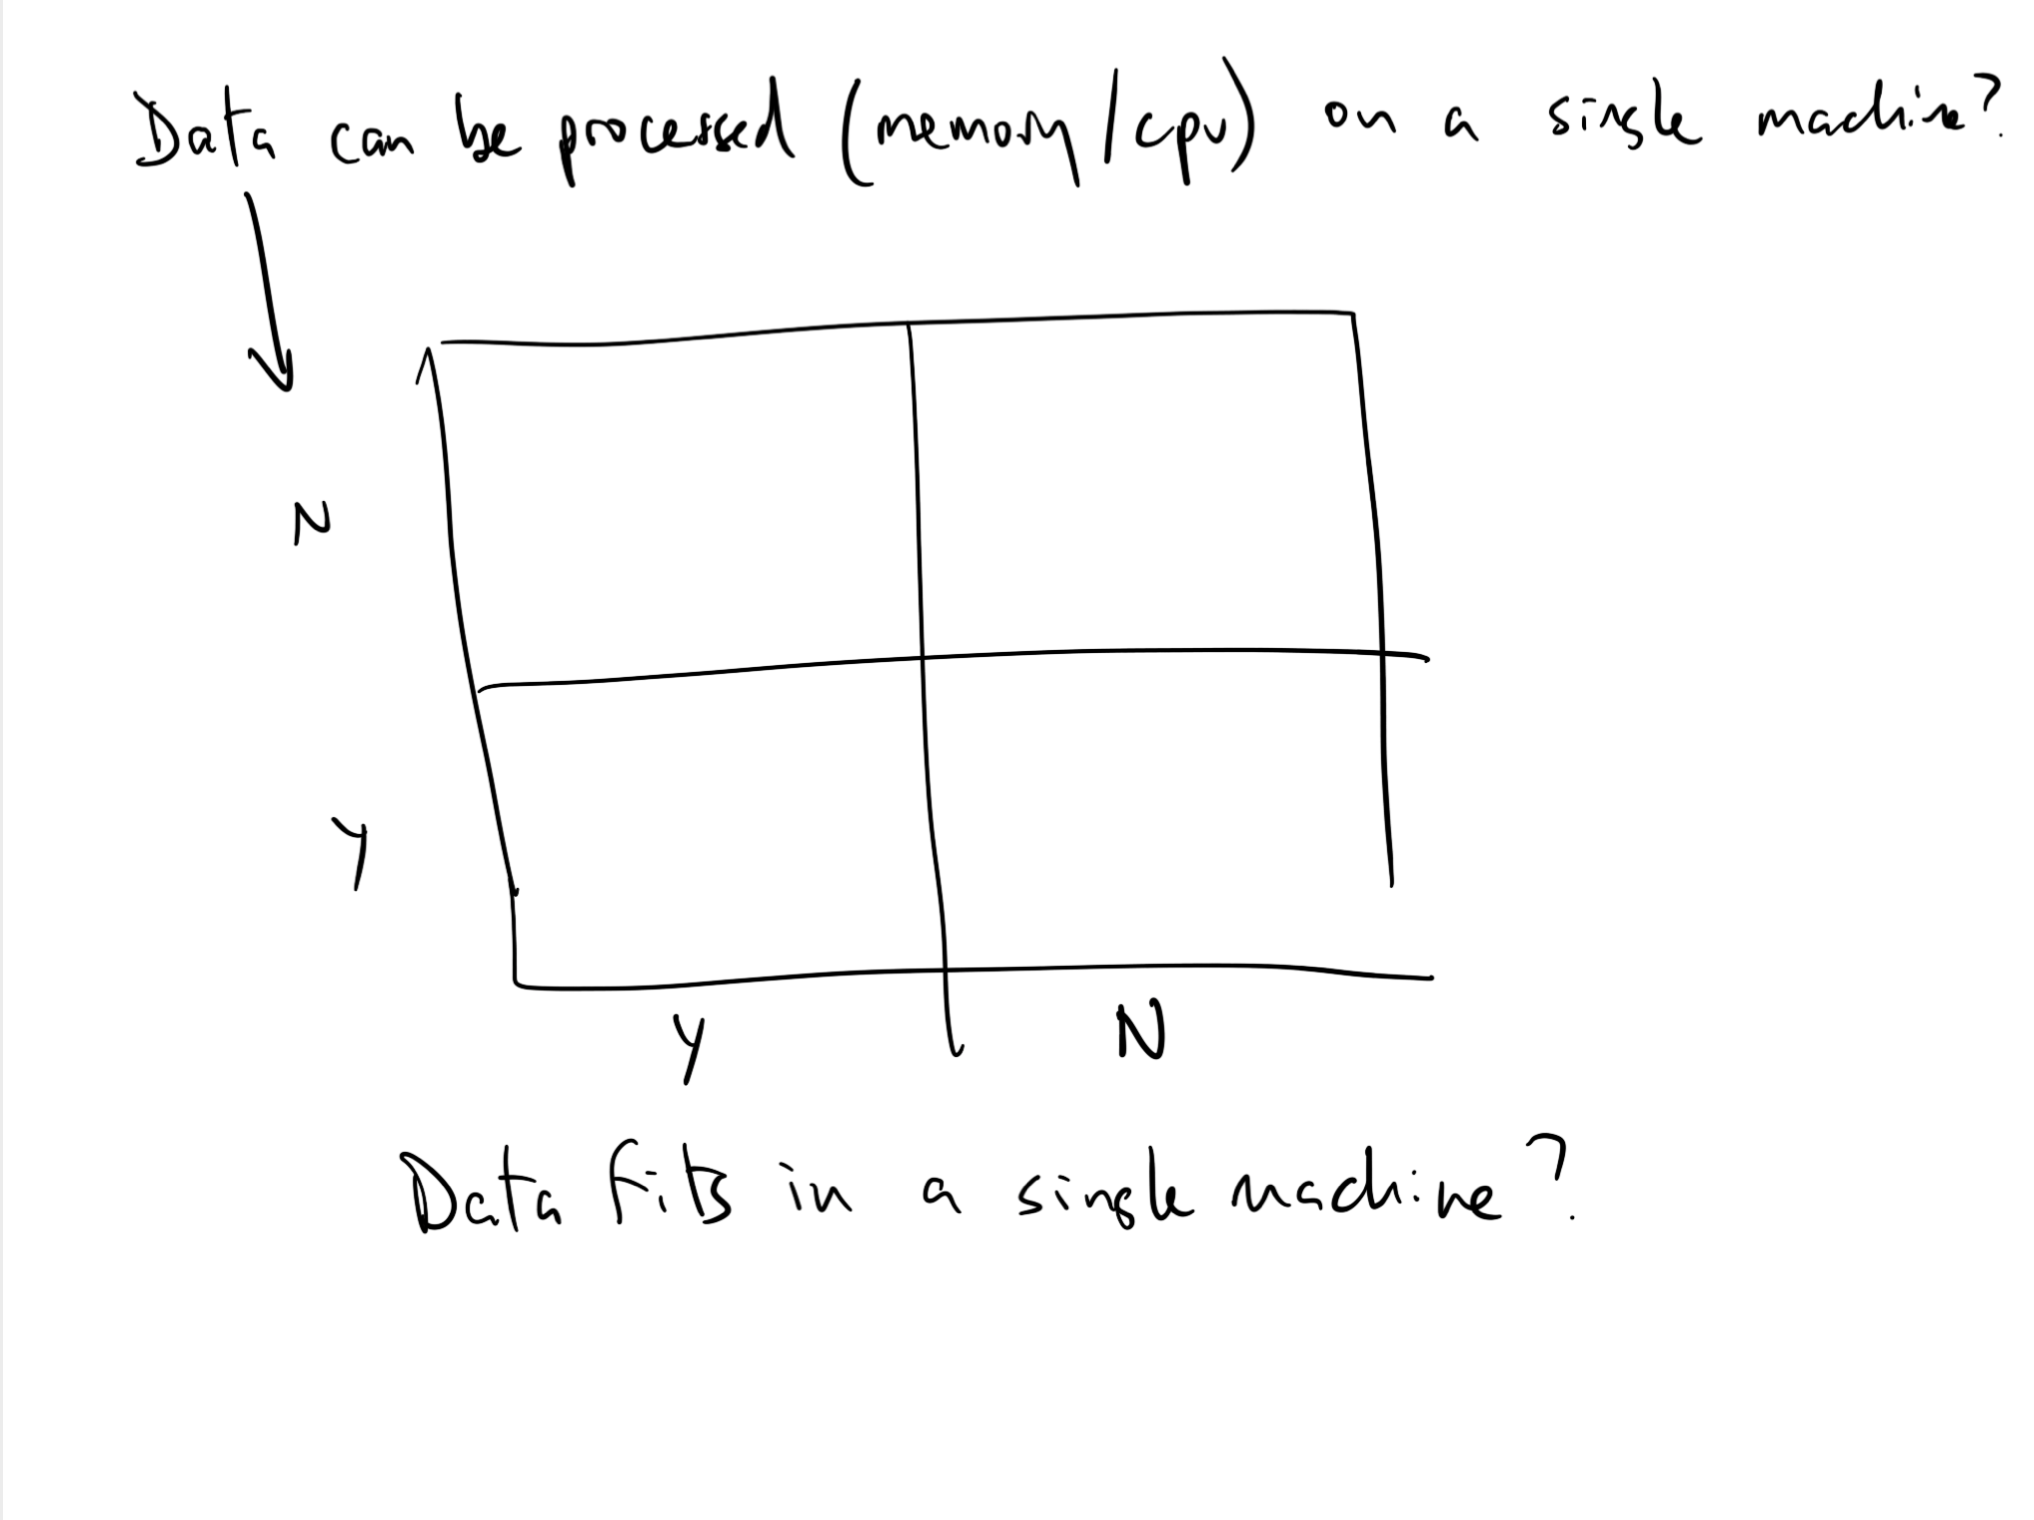 Data can be processed (memory/cpu) on a single machine?
N
Y
Y N
Data fits in a single machine?